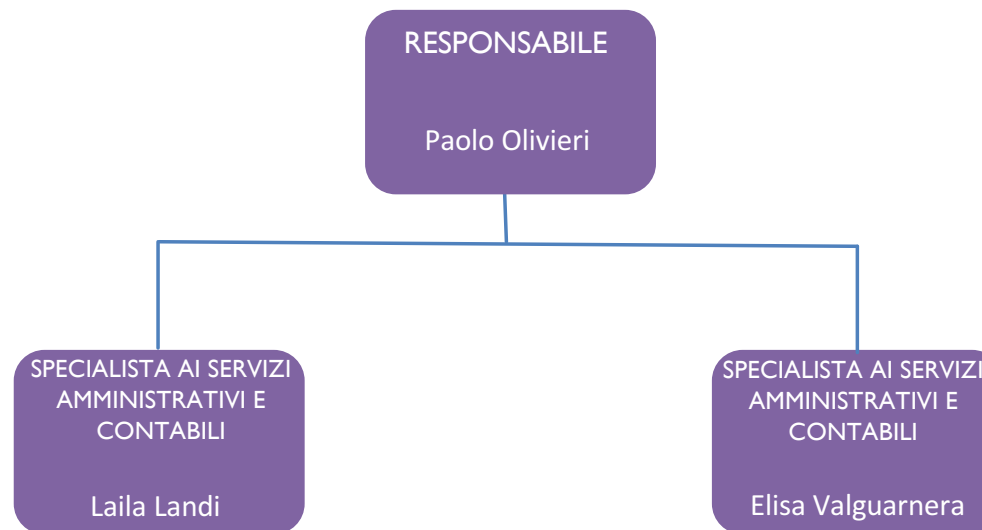 RESPONSABILE
Paolo Olivieri
SPECIALISTA AI SERVIZI
AMMINISTRATIVI E
CONTABILI
Laila Landi
SPECIALISTA AI SERVIZI
AMMINISTRATIVI E
CONTABILI
Elisa Valguarnera